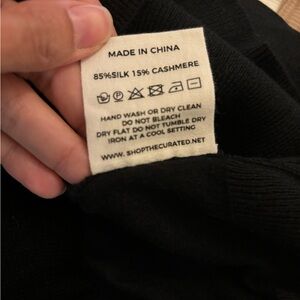 MADE IN CHINA
85%SILK 15% CASHMERE
HAND WASH OR DRY CLEAN
DO NOT BLEACH
DRY FLAT DO NOT TUMBLE DRY
IRON AT A COOL SETTING
WWW.SHOPTHECURATED.NET